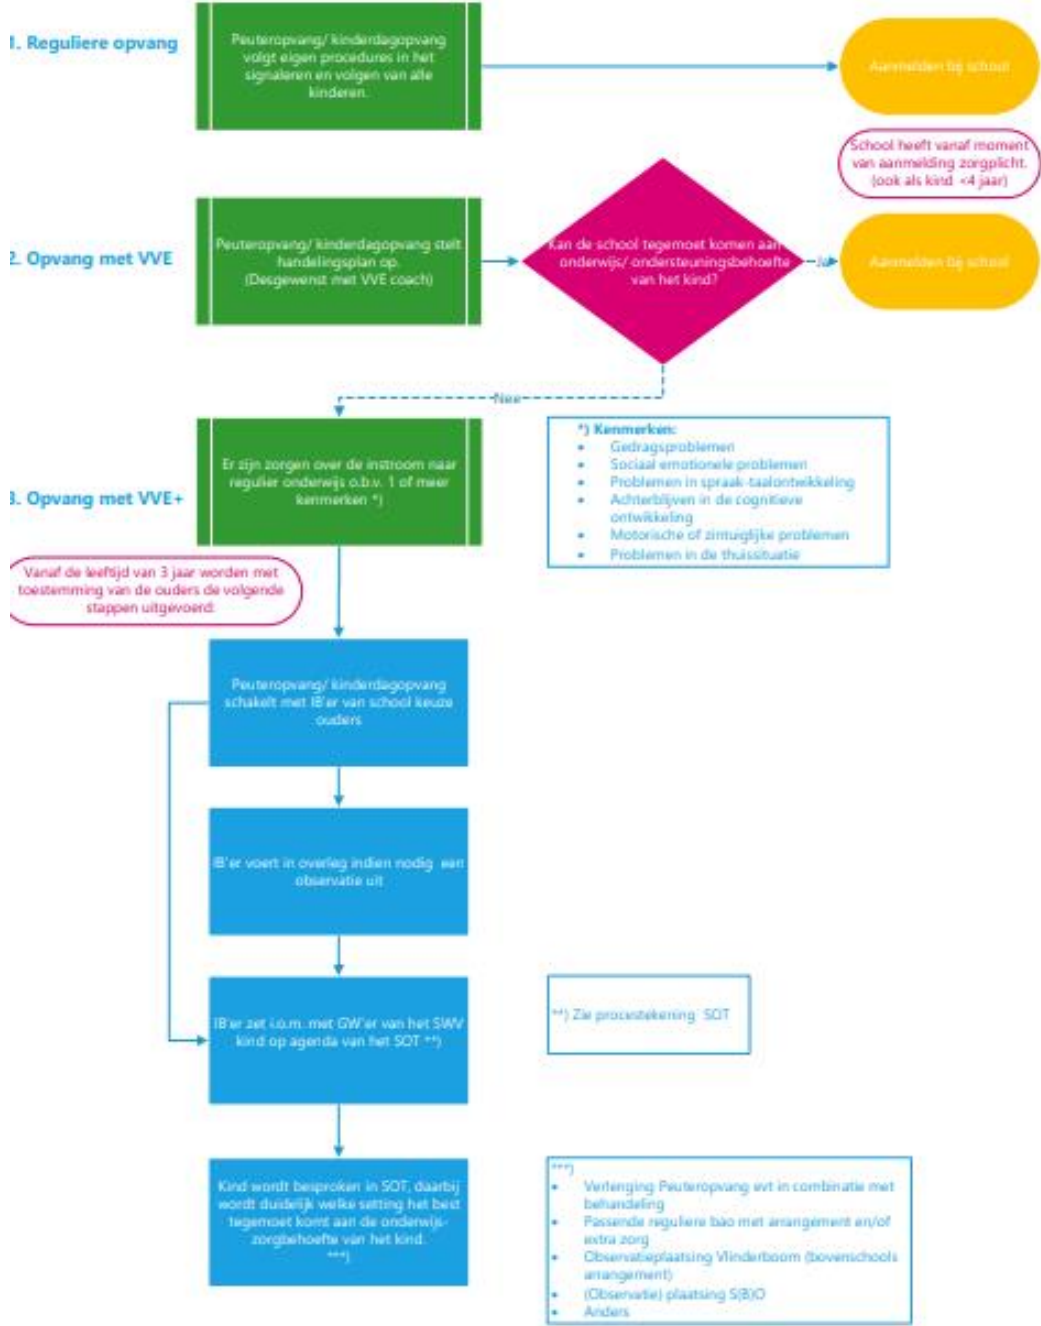 1. Reguliere opvang
Peuteropvang/ kinderdagopvang
volgt eigen procedures in het
signaleren en volgen van alle
kinderen.
Aanmelden bij school
School heeft vanaf moment
van aanmelding zorgplicht.
(ook als kind <4 jaar)
2. Opvang met VVE
Peuteropvang/ kinderdagopvang stelt
handelingsplan op.
(Desgewenst met VVE coach)
Kan de school tegemoet komen aan
onderwijs/ ondersteuningsbehoefte
van het kind?
Ja
Aanmelden bij school
Nee
3. Opvang met VVE+
Er zijn zorgen over de instroom naar
regulier onderwijs o.b.v. 1 of meer
kenmerken *)
*) Kenmerken:
• Gedragsproblemen
• Sociaal emotionele problemen
• Problemen in spraak-taalontwikkeling
• Achterblijven in de cognitieve
ontwikkeling
• Motorische of zintuiglijke problemen
• Problemen in de thuissituatie
Vanaf de leeftijd van 3 jaar worden met
toestemming van de ouders de volgende
stappen uitgevoerd:
Peuteropvang/ kinderdagopvang
schakelt met IB'er van school keuze
ouders
IB'er voert in overleg indien nodig een
observatie uit
IB'er zet i.o.m. met GW'er van het SWV
kind op agenda van het SOT **)
**) Zie procestekening SOT
Kind wordt besproken in SOT, daarbij
wordt duidelijk welke setting het best
tegemoet komt aan de onderwijs-
zorgbehoefte van het kind.
***)
***)
• Verlenging Peuteropvang evt in combinatie met
behandeling
• Passende reguliere bao met arrangement en/of
extra zorg
• Observatieplaatsing Vlinderboom (bovenschools
arrangement)
• (Observatie) plaatsing S(B)O
• Anders